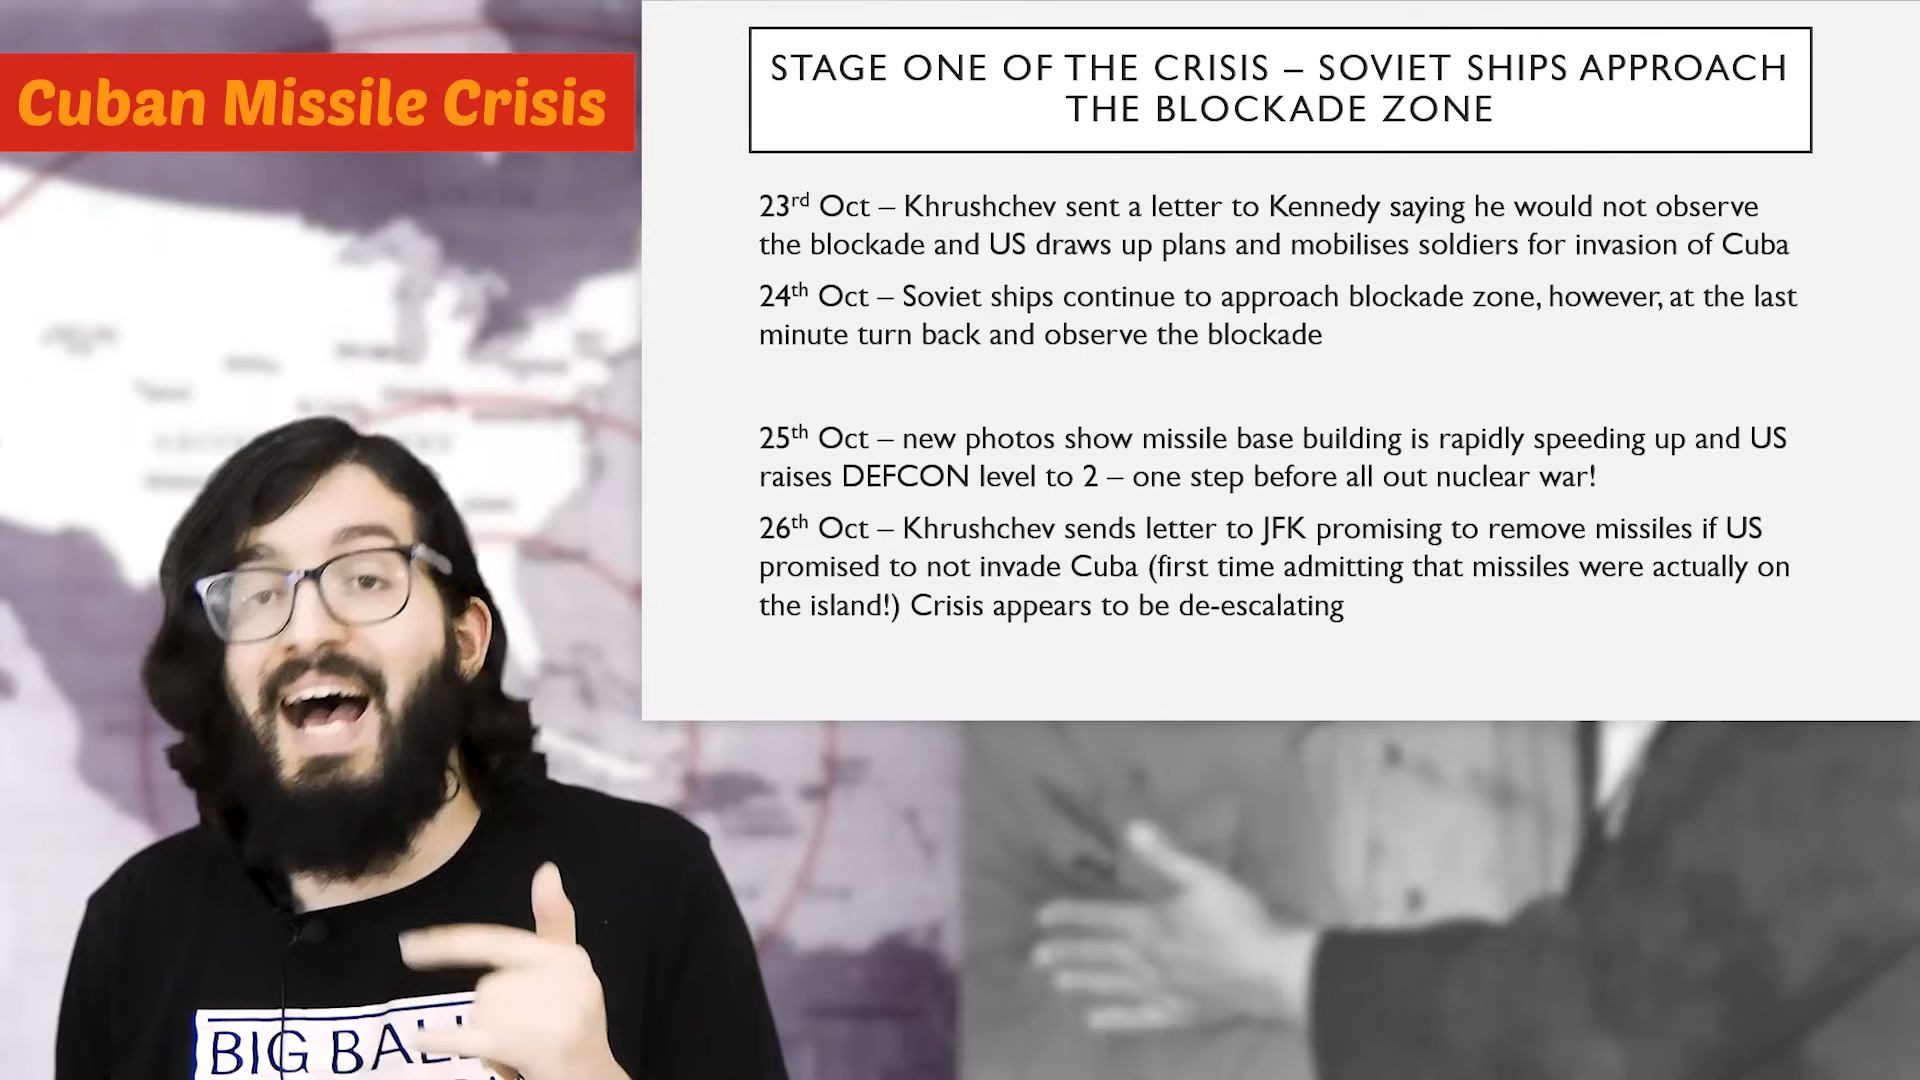 Cuban Missile Crisis
STAGE ONE OF THE CRISIS – SOVIET SHIPS APPROACH
THE BLOCKADE ZONE
23rd Oct – Khrushchev sent a letter to Kennedy saying he would not observe
the blockade and US draws up plans and mobilises soldiers for invasion of Cuba
24th Oct – Soviet ships continue to approach blockade zone, however, at the last
minute turn back and observe the blockade
25th Oct – new photos show missile base building is rapidly speeding up and US
raises DEFCON level to 2 – one step before all out nuclear war!
26th Oct – Khrushchev sends letter to JFK promising to remove missiles if US
promised to not invade Cuba (first time admitting that missiles were actually on
the island!) Crisis appears to be de-escalating
BIG